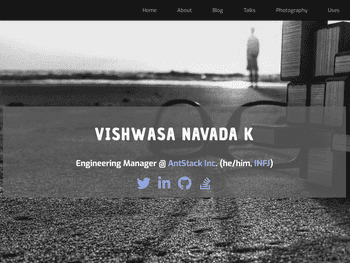 Home About Blog Talks Photography Uses
VISHWASA NAVADA K
Engineering Manager @ AntStack Inc. (he/him, INFJ)